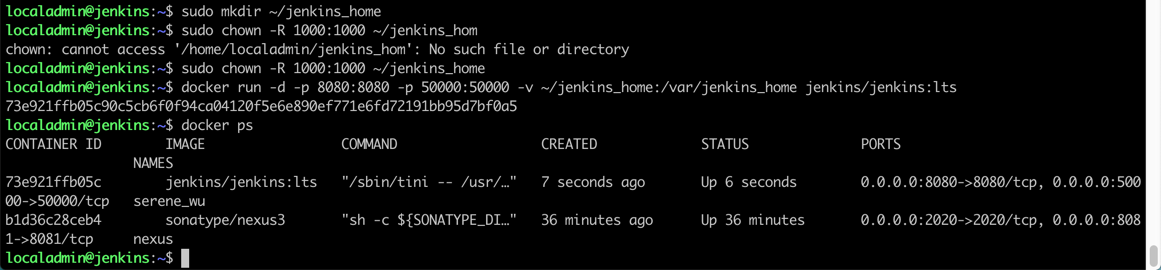 localadmin@jenkins:~$ sudo mkdir ~/jenkins_home
localadmin@jenkins:~$ sudo chown -R 1000:1000 ~/jenkins_hom
chown: cannot access '/home/localadmin/jenkins_hom': No such file or directory
localadmin@jenkins:~$ sudo chown -R 1000:1000 ~/jenkins_home
localadmin@jenkins:~$ docker run -d -p 8080:8080 -p 50000:50000 -v ~/jenkins_home:/var/jenkins_home jenkins/jenkins:lts
73e921ffb05c90c5cb6f0f94ca04120f5e6e890ef771e6fd72191bb95d7bf0a5
localadmin@jenkins:~$ docker ps
CONTAINER ID        IMAGE               COMMAND                  CREATED             STATUS              PORTS
                    NAMES
73e921ffb05c        jenkins/jenkins:lts   "/sbin/tini -- /usr/…"   7 seconds ago       Up 6 seconds        0.0.0.0:8080->8080/tcp, 0.0.0.0:500
00->50000/tcp   serene_wu
b1d36c28ceb4        sonatype/nexus3       "sh -c ${SONATYPE_DI…"   36 minutes ago      Up 36 minutes       0.0.0.0:2020->2020/tcp, 0.0.0.0:808
1->8081/tcp     nexus
localadmin@jenkins:~$